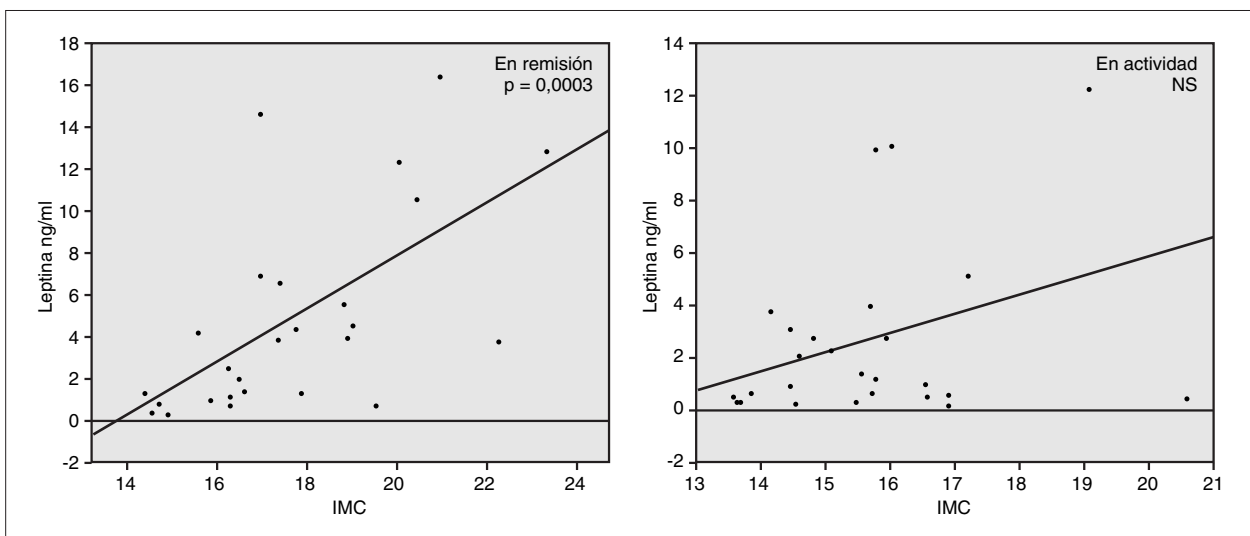 18
16
14
12
10
8
6
4
2
0
-2
Leptina ng/ml
En remisión
p = 0,0003
14 16 18 20 22 24
IMC
14
12
10
8
6
4
2
0
-2
Leptina ng/ml
En actividad
NS
13 14 15 16 17 18 19 20 21
IMC